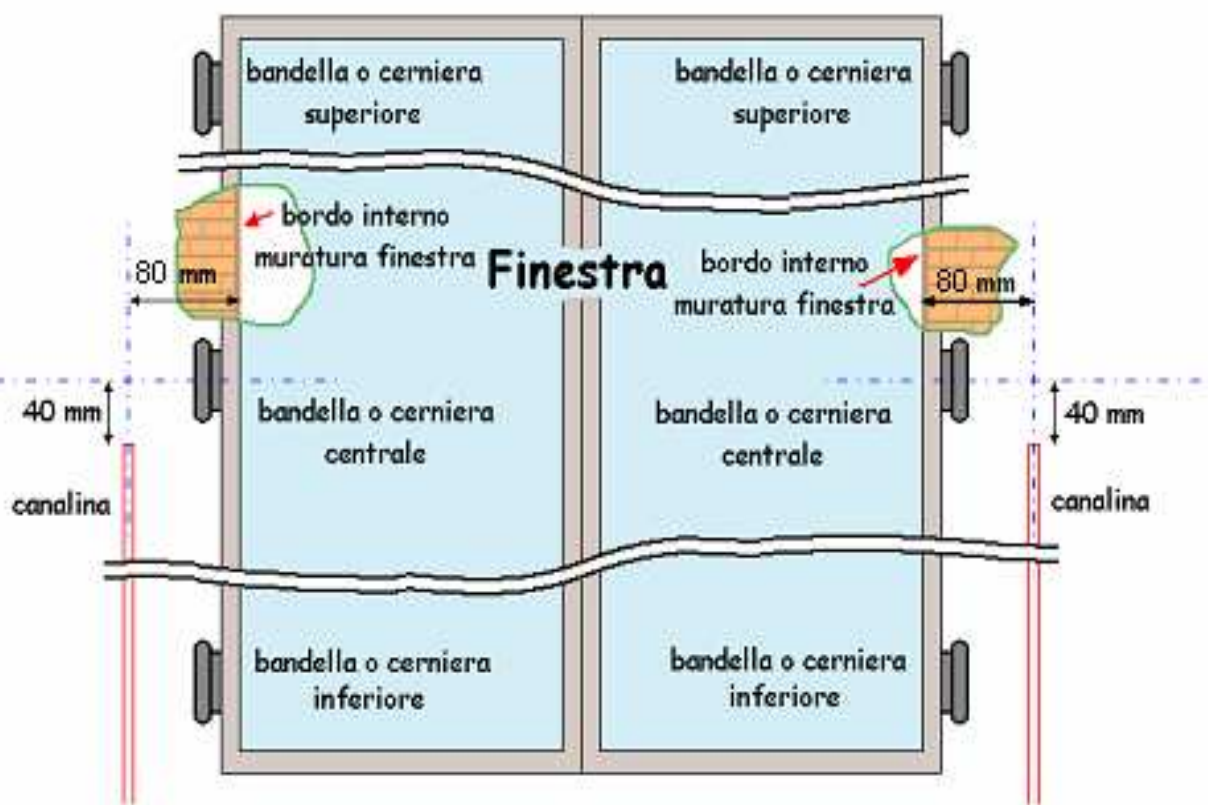 bandella o cerniera
superiore
bandella o cerniera
superiore
bordo interno
muratura finestra
80 mm
Finestra
bordo interno
muratura finestra
80 mm
40 mm
bandella o cerniera
centrale
bandella o cerniera
centrale
40 mm
canalina
canalina
bandella o cerniera
inferiore
bandella o cerniera
inferiore